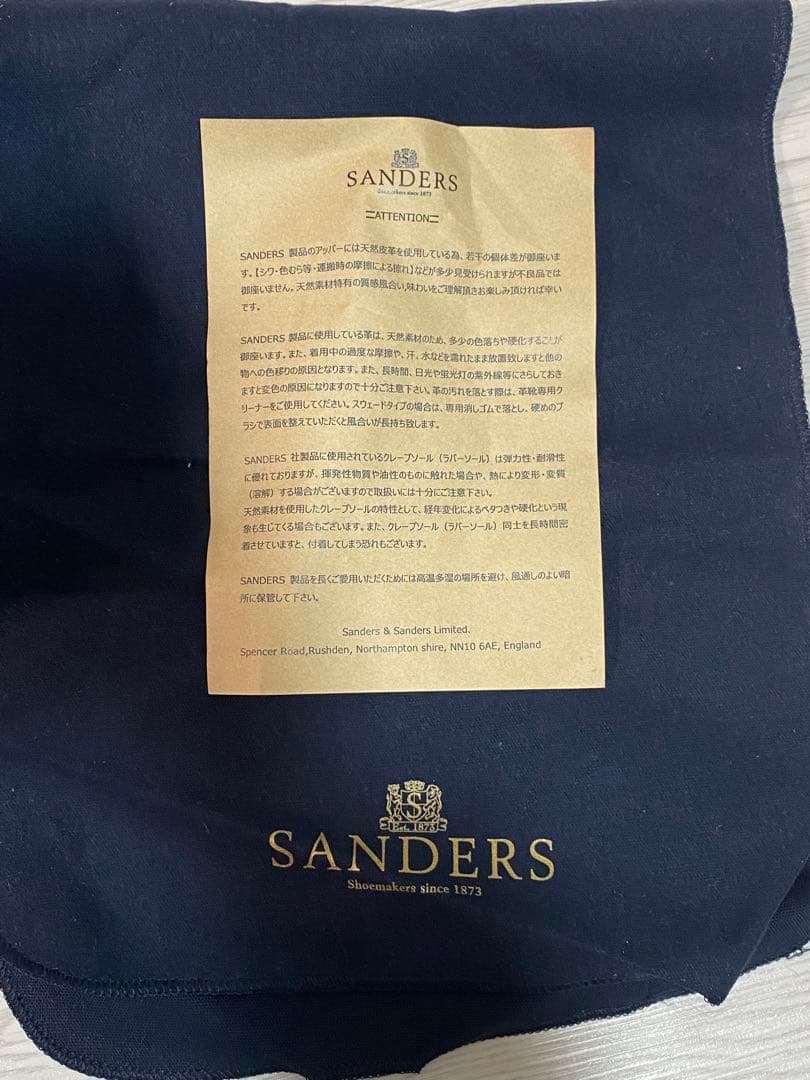 S
SANDERS
Shoemakers since 1873
=ATTENTION=
SANDERS 製品のアッパーには天然皮革を使用している為、若干の個体差が御座いま
す。【シワ・色むら等・運搬時の摩擦による擦れ】などが多少見受けられますが不良品では
御座いません。天然素材特有の質感風合い,味わいをご理解頂きお楽しみ頂ければ幸い
です。
SANDERS 製品に使用している革は、天然素材のため、多少の色落ちや硬化することが
御座います。また、着用中の過度な摩擦や、汗、水などを濡れたまま放置致しますと他の
物への色移りの原因となります。また、長時間、日光や蛍光灯の紫外線等にさらしておき
ますと変色の原因になりますので十分ご注意下さい。革の汚れを落とす際は、革靴専用ク
リーナーをご使用してください。スウェードタイプの場合は、専用消しゴムで落とし、硬めのブ
ラシで表面を整えていただくと風合いが長持ち致します。
SANDERS 社製品に使用されているクレープソール（ラバーソール）は弾力性・耐滑性
に優れておりますが、揮発性物質や油性のものに触れた場合や、熱により変形・変質
（溶解）する場合がございますので取扱いには十分にご注意下さい。
天然素材を使用したクレープソールの特性として、経年変化によるベタつきや硬化という現
象も生じてくる場合もございます。また、クレープソール（ラバーソール）同士を長時間密
着させていますと、付着してしまう恐れもございます。
SANDERS 製品を長くご愛用いただくためには高温多湿の場所を避け、風通しのよい暗
所に保管して下さい。
Sanders & Sanders Limited.
Spencer Road,Rushden, Northampton shire, NN10 6AE, England
S
Est. 1873
SANDERS
Shoemakers since 1873